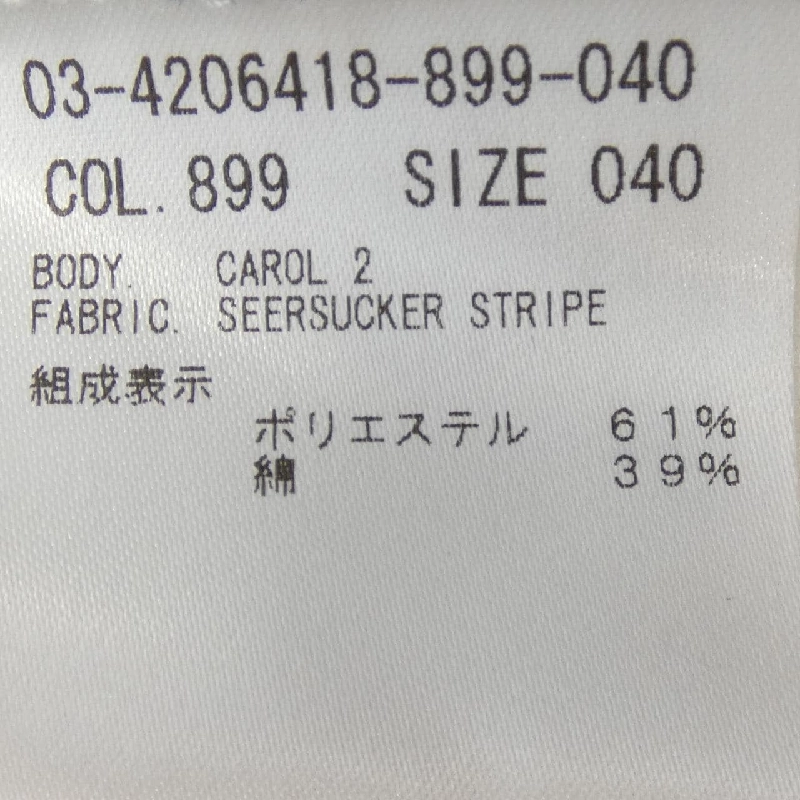 03-4206418-899-040
COL. 899 SIZE 040
BODY. CAROL 2
FABRIC. SEERSUCKER STRIPE
組成表示
ポリエステル 61%
綿 39%